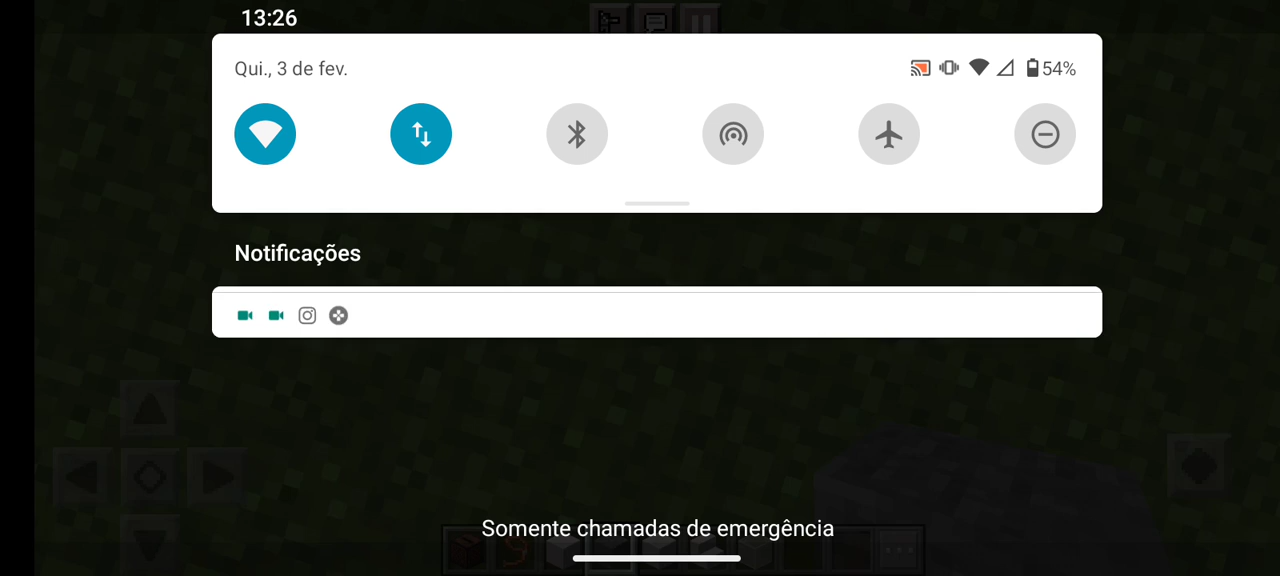 13:26
Qui., 3 de fev.
54%
Notificações
Somente chamadas de emergência